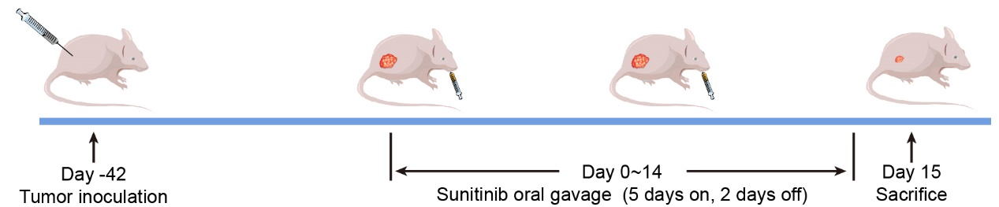 Day -42
Tumor inoculation
Day 0~14
Sunitinib oral gavage (5 days on, 2 days off)
Day 15
Sacrifice